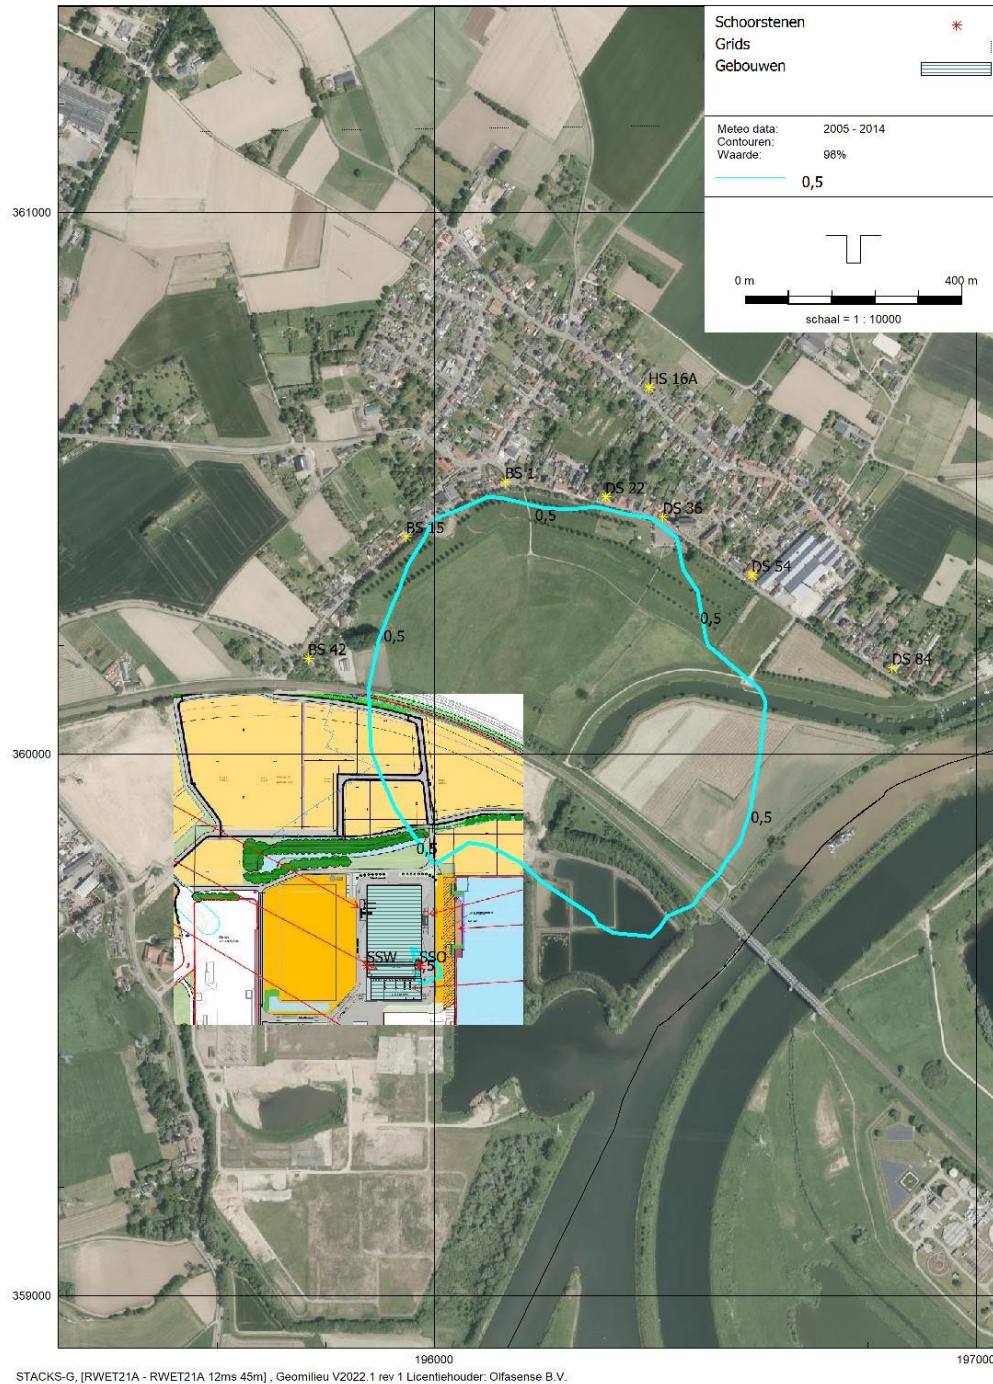 Schoorstenen
Grids
Gebouwen
Meteo data: 2005 - 2014
Contouren:
Waarde: 98%
0,5
0 m 400 m
schaal = 1 : 10000
361000
HS 16A
BS 1
DS 22
DS 36
0,5
BS 15
DS 54
0,5
0,5
BS 42
DS 84
360000
0,5
0,5
SSW
SSO
359000
196000
197000
STACKS-G, [RWET21A - RWET21A 12ms 45m] , Geomilieu V2022.1 rev 1 Licentiehouder: Olfasense B.V.